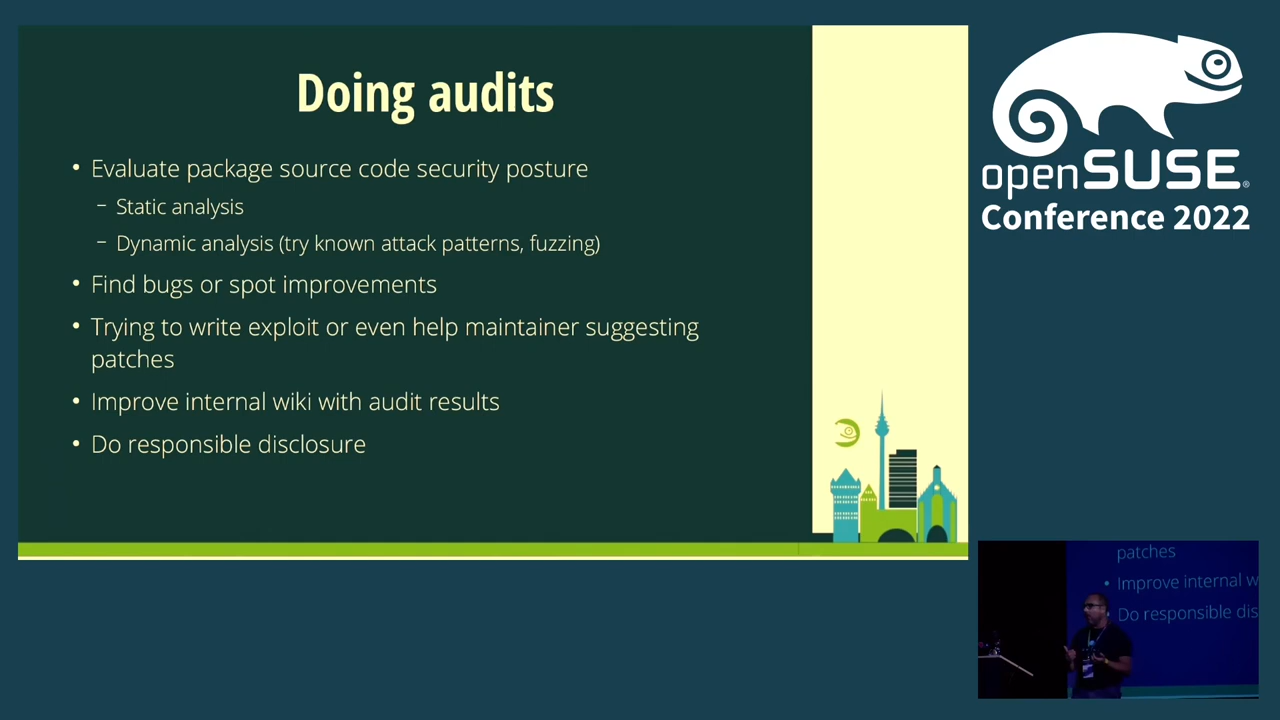 Doing audits
• Evaluate package source code security posture
– Static analysis
– Dynamic analysis (try known attack patterns, fuzzing)
• Find bugs or spot improvements
• Trying to write exploit or even help maintainer suggesting
patches
• Improve internal wiki with audit results
• Do responsible disclosure
openSUSE®
Conference 2022
patches
• Improve internal w
Do responsible dis